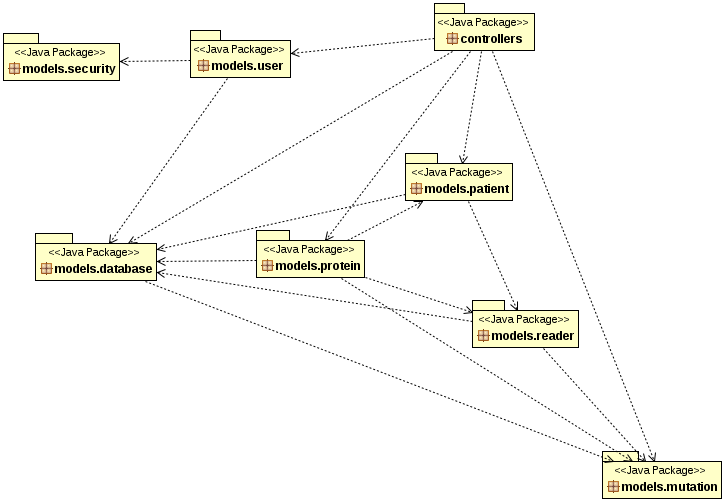 <<Java Package>>
controllers
<<Java Package>>
models.security
<<Java Package>>
models.user
<<Java Package>>
models.patient
<<Java Package>>
models.database
<<Java Package>>
models.protein
<<Java Package>>
models.reader
<<Java Package>>
models.mutation